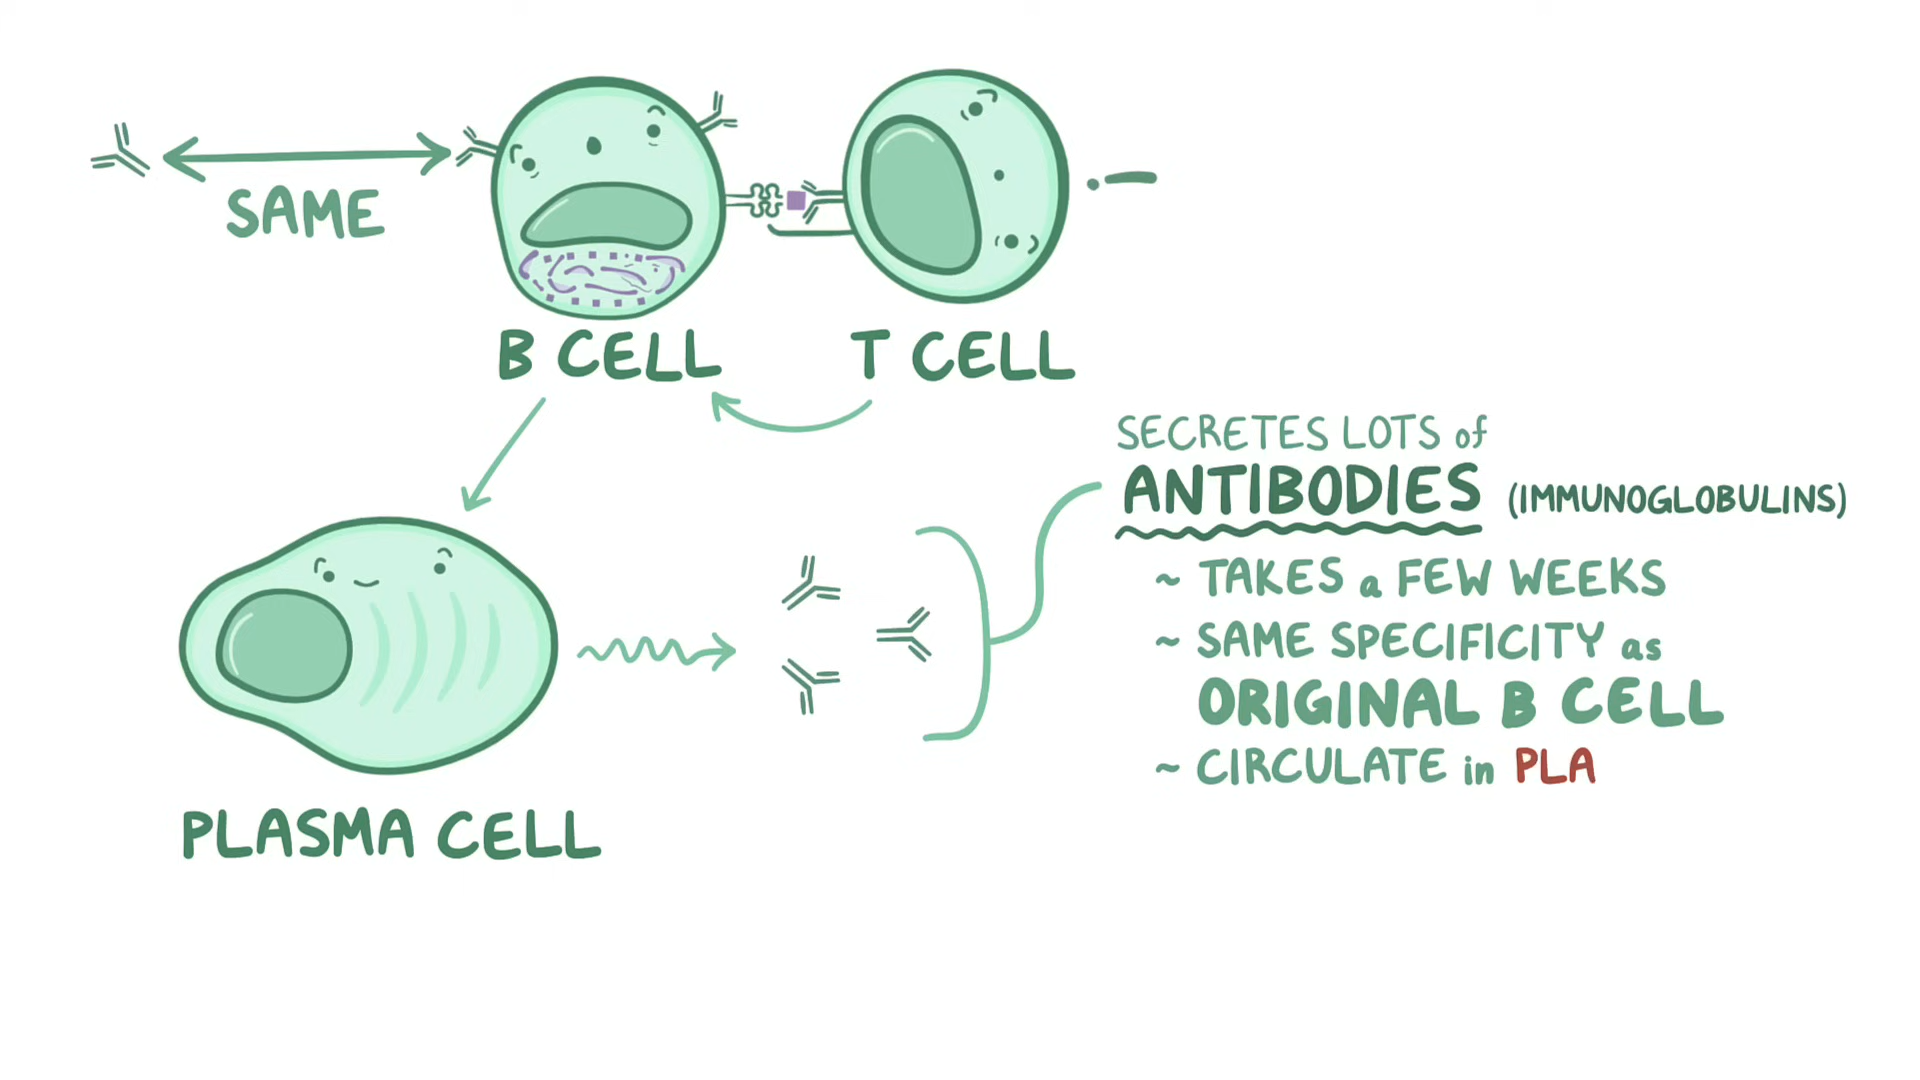 SAME
B CELL
T CELL
SECRETES LOTS of
ANTIBODIES (IMMUNOGLOBULINS)
~ TAKES a FEW WEEKS
~ SAME SPECIFICITY as
ORIGINAL B CELL
~ CIRCULATE in PLA
PLASMA CELL